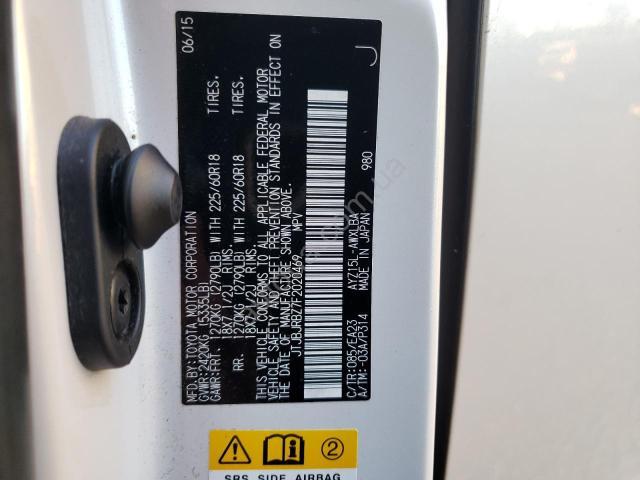 06/15
MFD.BY:TOYOTA MOTOR CORPORATION
GVWR:2420KG (5335LB)
GAWR:FRT. 1270KG (2790LB) WITH 225/60R18 TIRES.
18X7 1/2J RIMS.
RR. 1270KG (2790LB) WITH 225/60R18 TIRES.
18X7 1/2J RIMS.
THIS VEHICLE CONFORMS TO ALL APPLICABLE FEDERAL MOTOR
VEHICLE SAFETY AND THEFT PREVENTION STANDARDS IN EFFECT ON
THE DATE OF MANUFACTURE SHOWN ABOVE.
JTJBJRBZ7F2020469 MPV
J
980
AYZ15L-AWXLBA
C/TR:085/EA23 MADE IN JAPAN
A/TM:-03A/P314
2
SRS SIDE AIRBAG